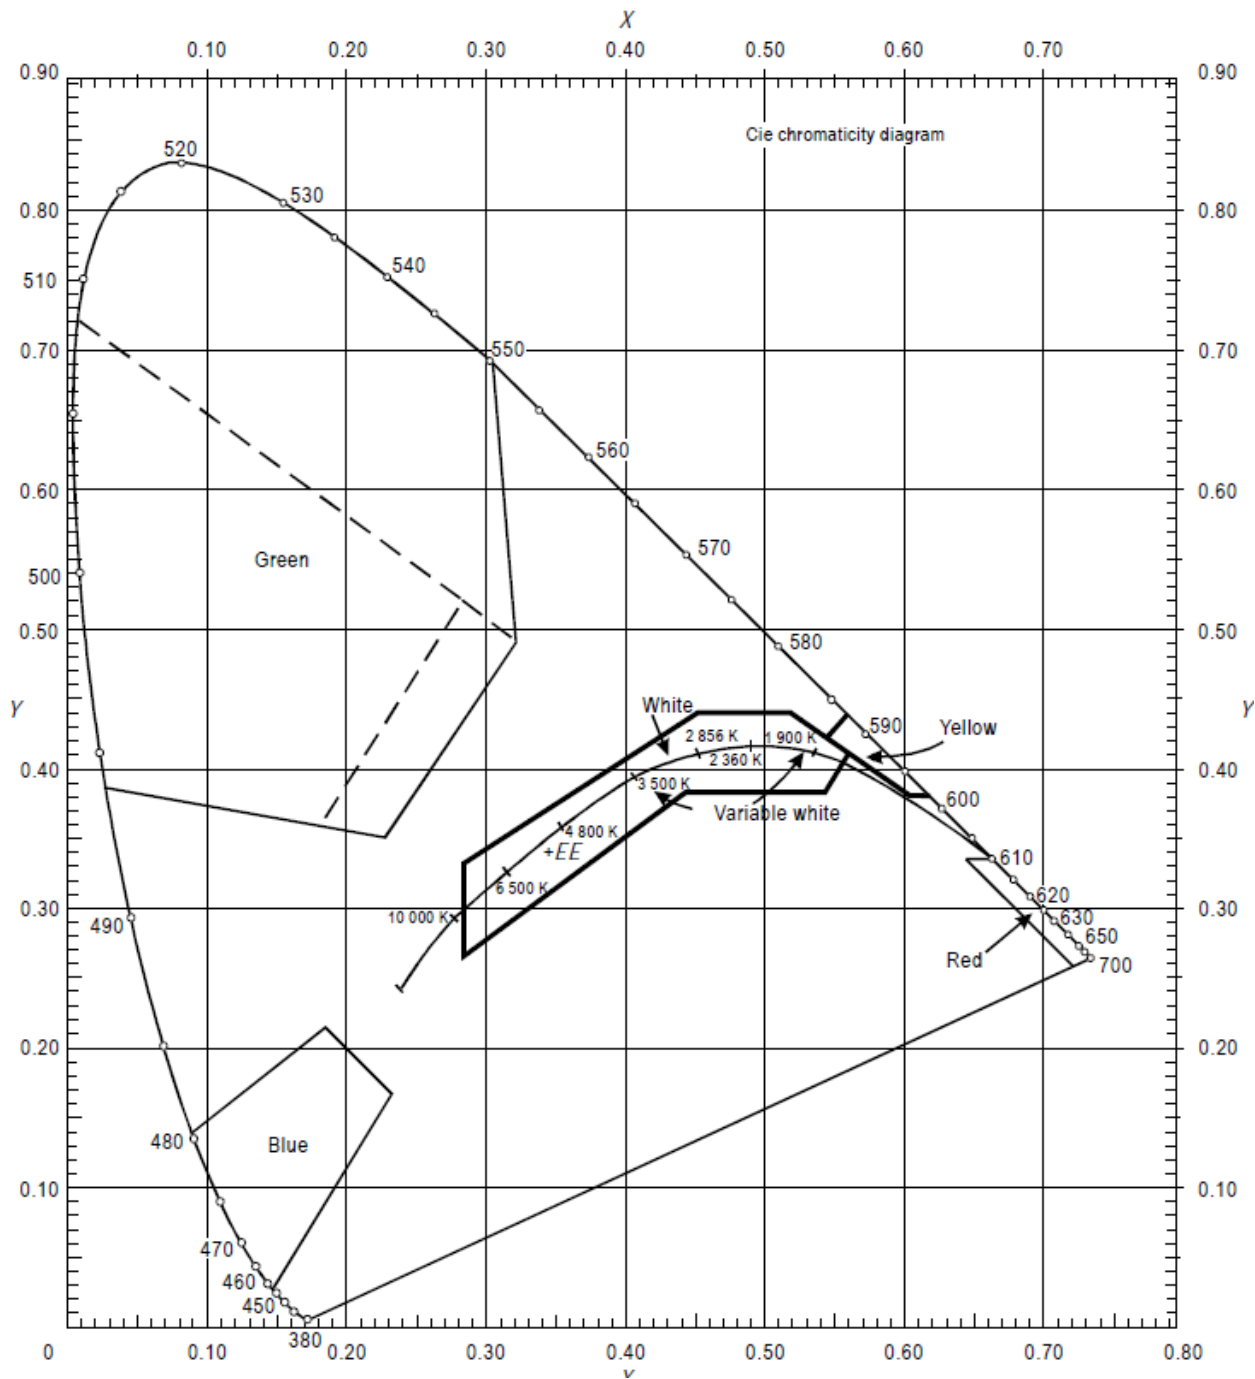 X
0.10 0.20 0.30 0.40 0.50 0.60 0.70
0.90 0.90
Cie chromaticity diagram
520
530
0.80 0.80
540
510
550
0.70 0.70
560
0.60 0.60
570
Green
500
0.50 0.50
580
White
Y Y
590
Yellow
2 856 K 1 900 K
2 360 K
0.40 0.40
3 500 K
600
Variable white
4 800 K
+EE
610
6 500 K
620
10 000 K
0.30 0.30
630
490
650
Red
700
0.20 0.20
480
Blue
0.10 0.10
470
460
450
380
0 0.10 0.20 0.30 0.40 0.50 0.60 0.70 0.80